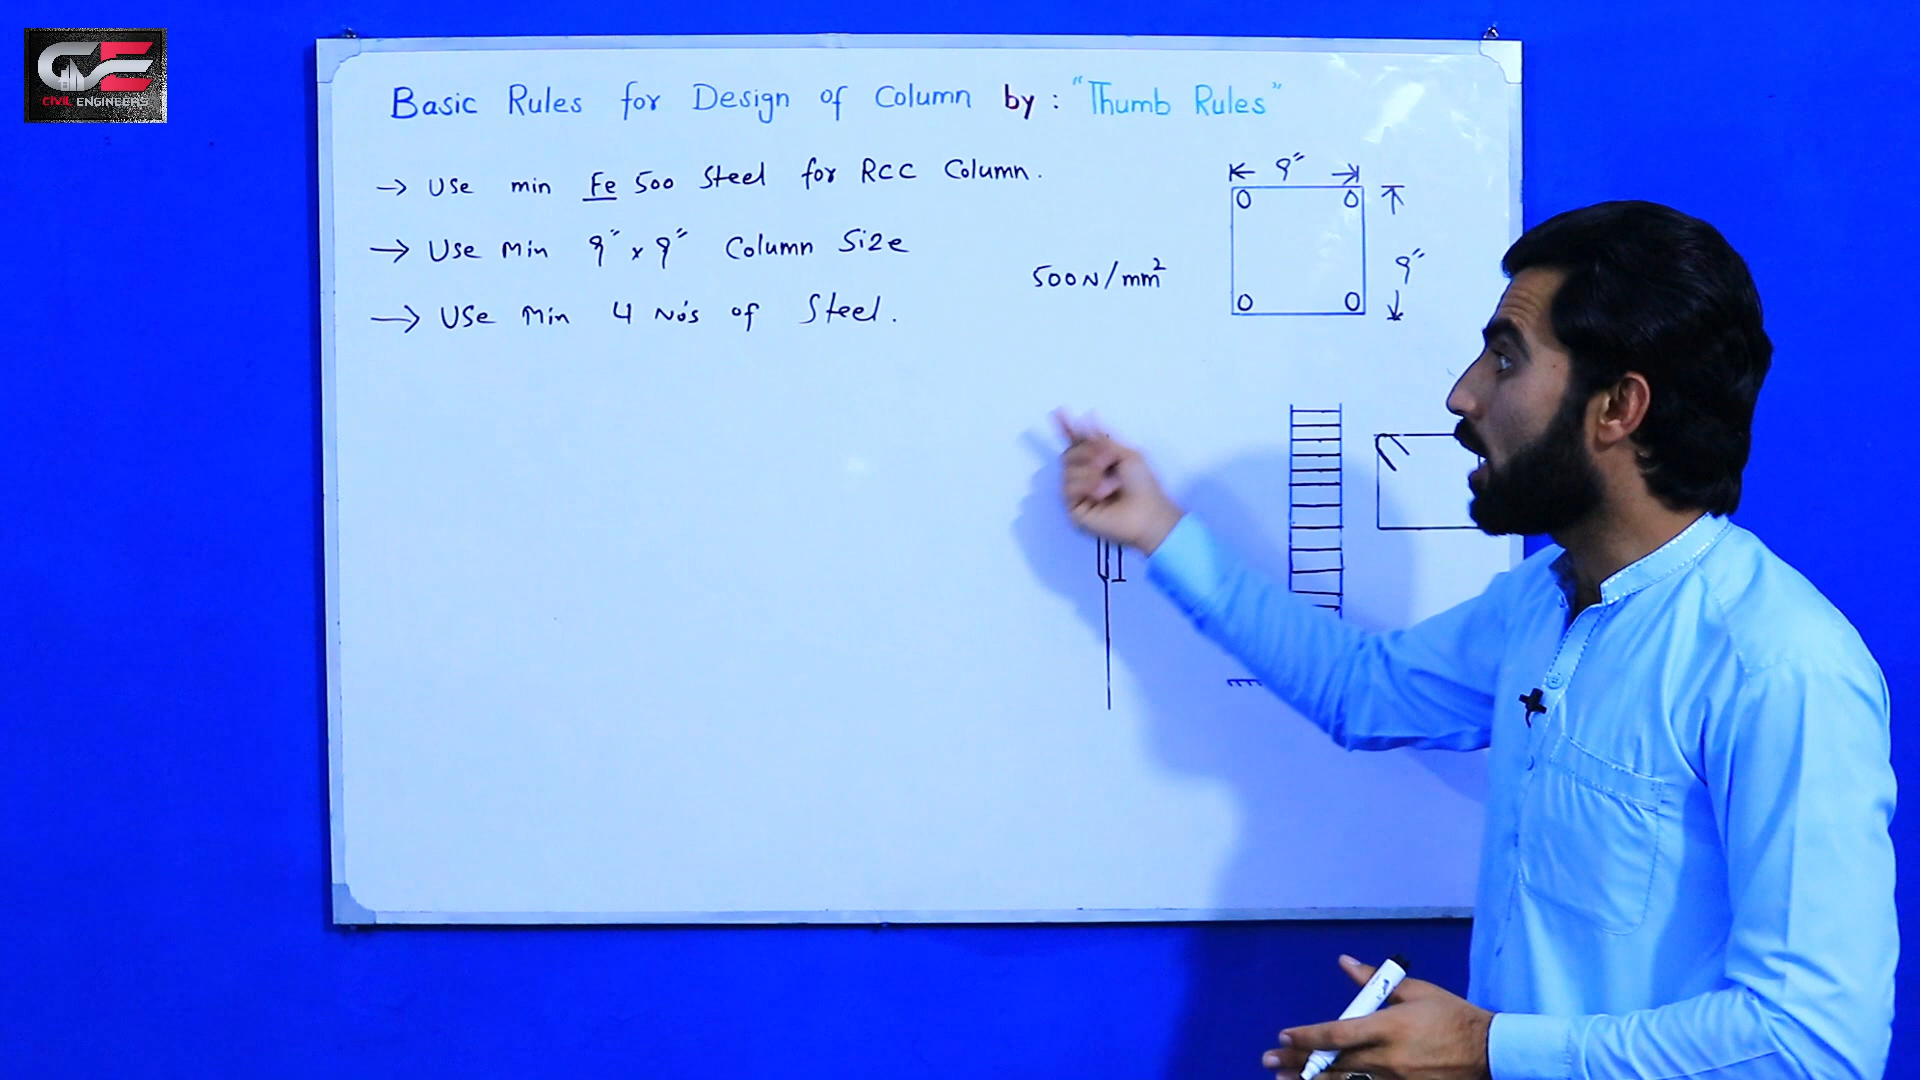 CVE
CIVIL ENGINEERS
Basic Rules for Design of Column by : "Thumb Rules"
→ Use min Fe 500 Steel for RCC Column.
→ Use Min 9" x 9" Column Size
→ Use Min 4 No's of Steel.
500N/mm²
9"
9"